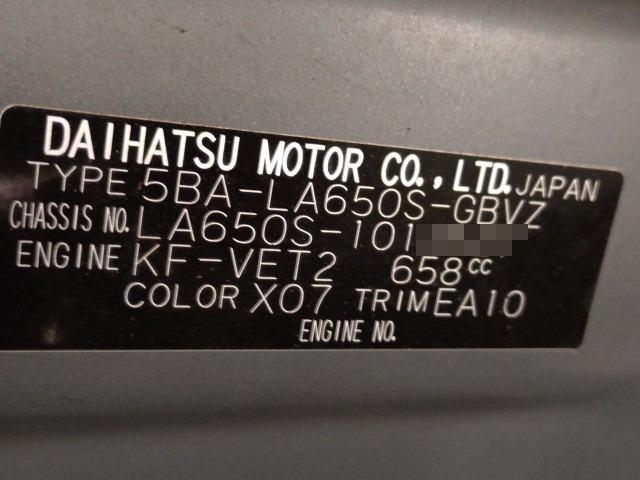 DAIHATSU MOTOR CO., LTD. JAPAN
TYPE 5BA-LA650S-GBVZ
CHASSIS NO. LA650S-101
ENGINE KF-VET2 658cc
COLOR X07 TRIM EA10
ENGINE NO.